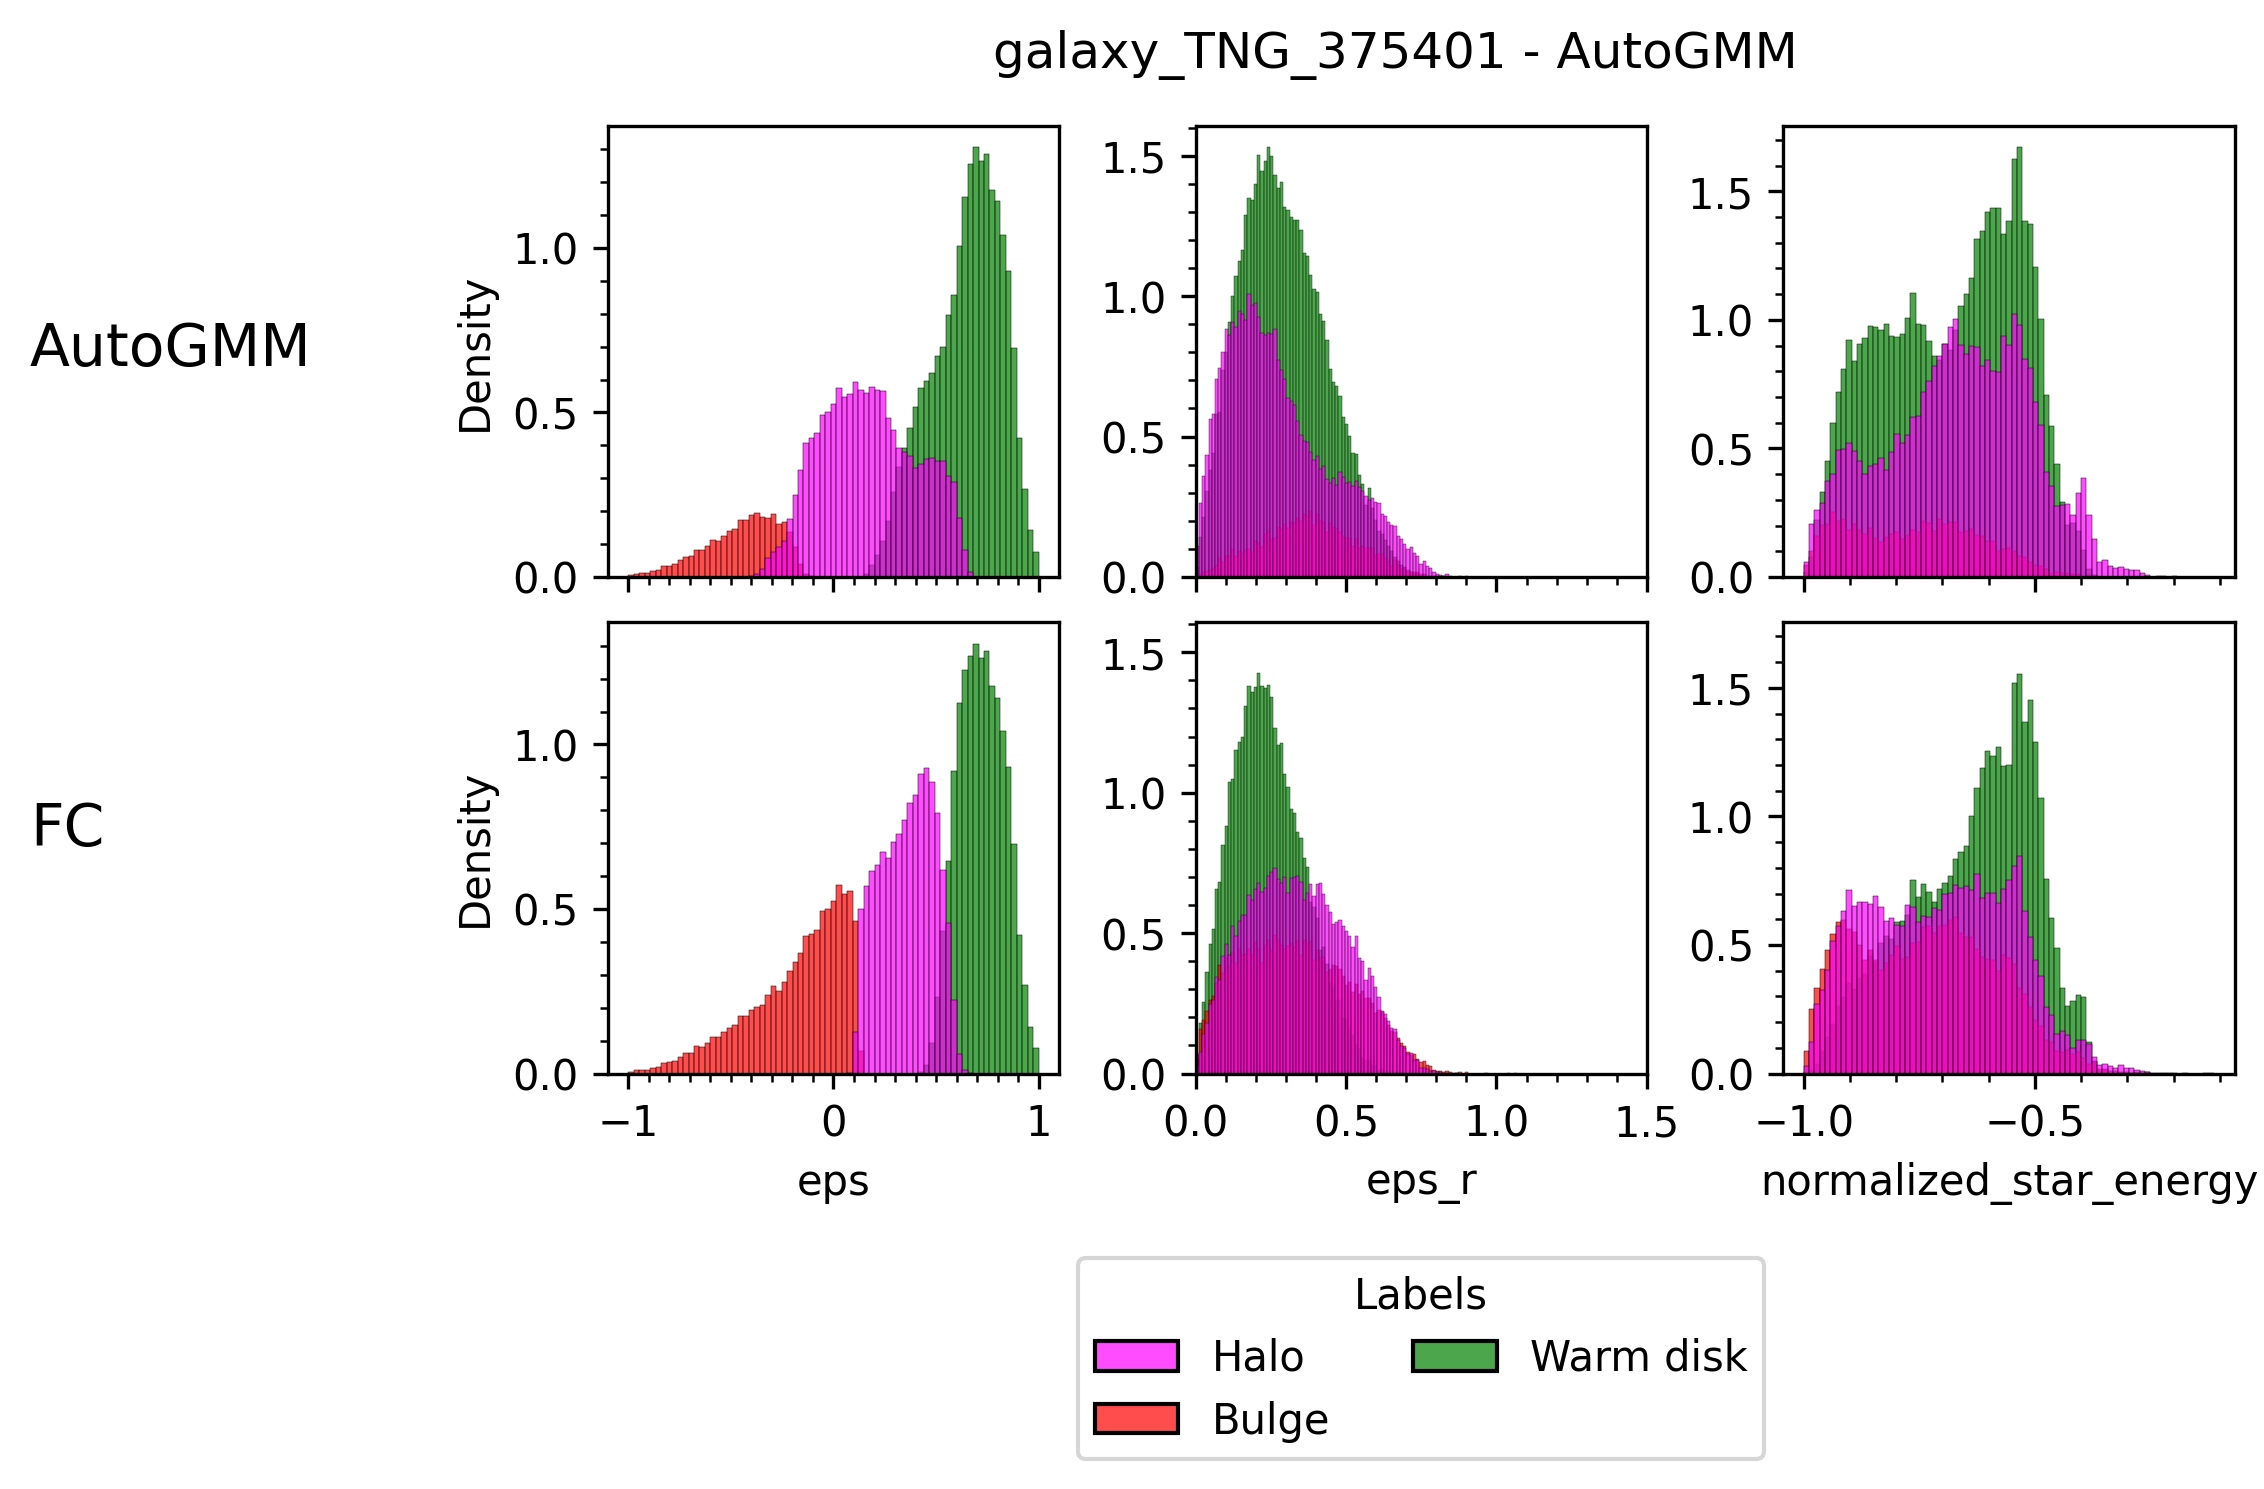 galaxy_TNG_375401 - AutoGMM
AutoGMM
Density
0.0
0.5
1.0
0.0
0.5
1.0
1.5
0.0
0.5
1.0
1.5
FC
Density
0.0
0.5
1.0
0.0
0.5
1.0
1.5
0.0
0.5
1.0
1.5
−1 0 1
0.0 0.5 1.0 1.5
−1.0 −0.5
eps
eps_r
normalized_star_energy
Labels
Halo
Bulge
Warm disk